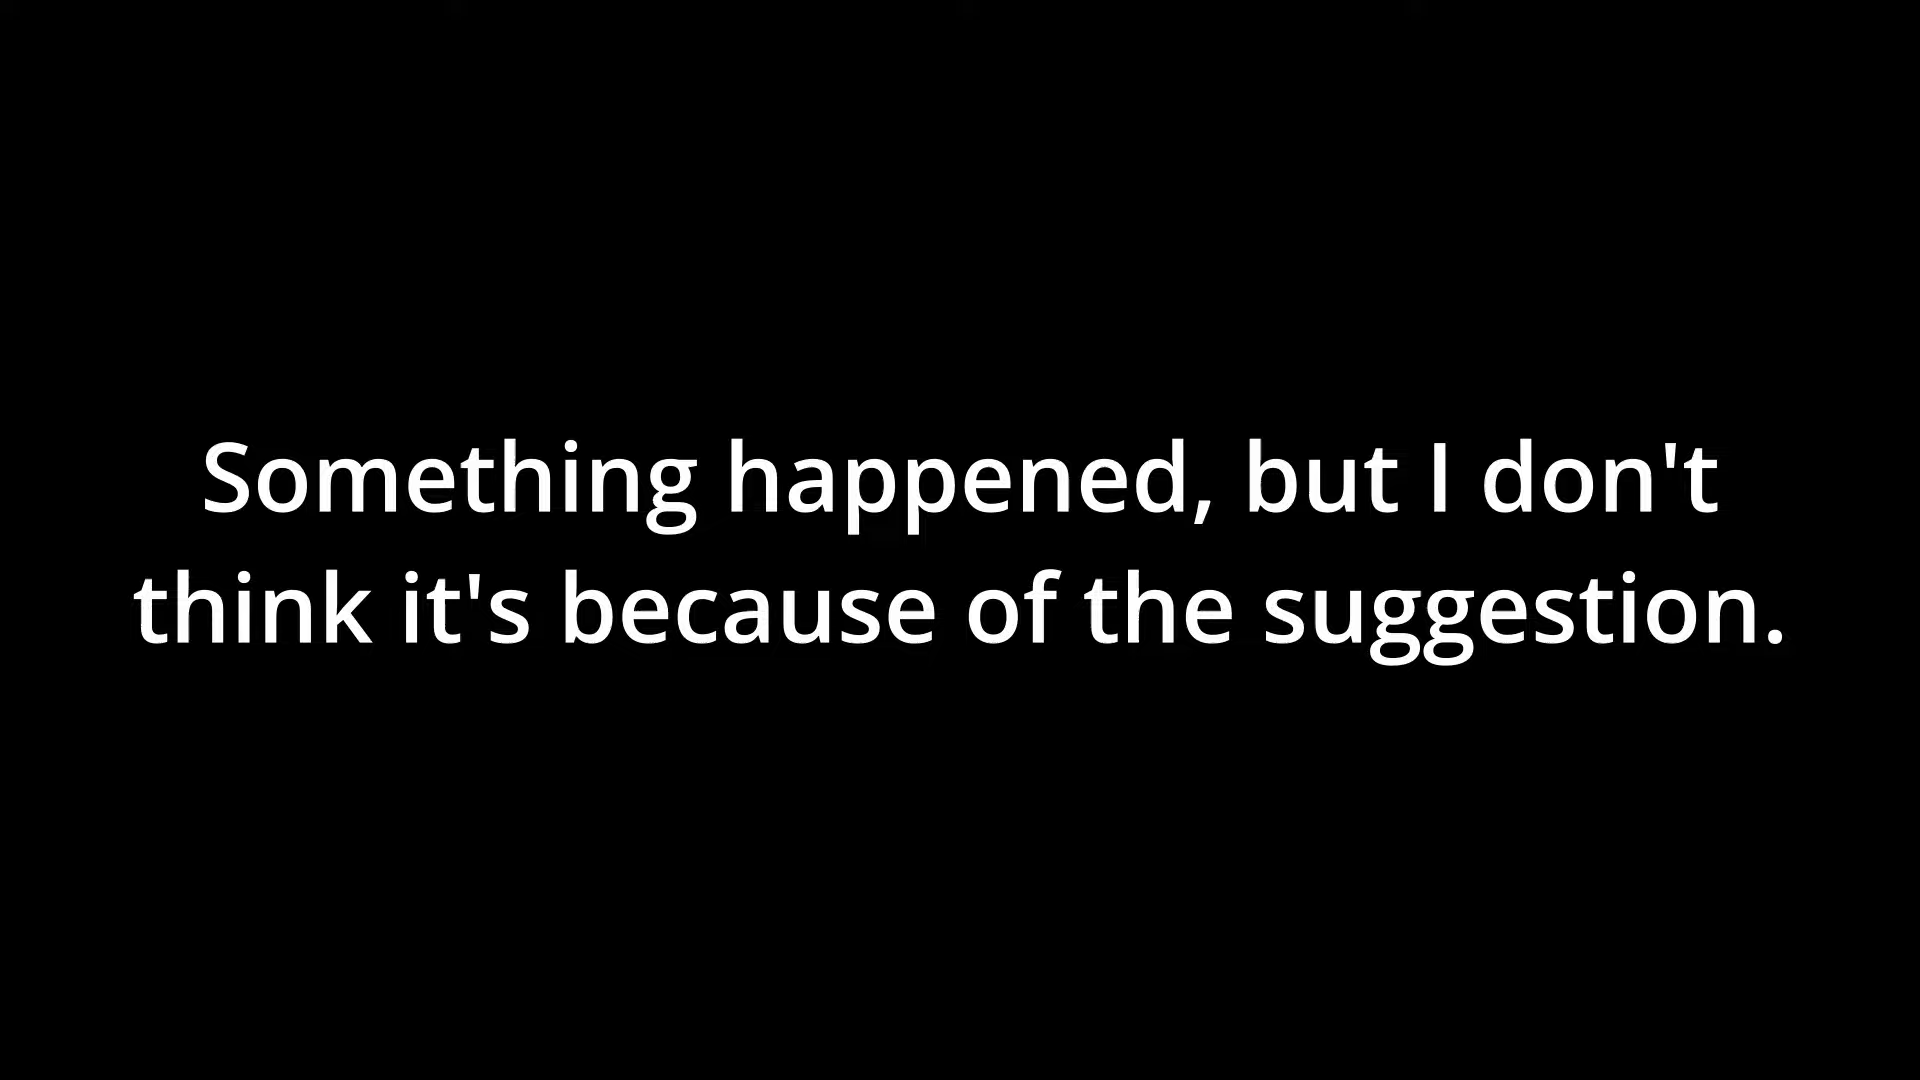 Something happened, but I don't
think it's because of the suggestion.